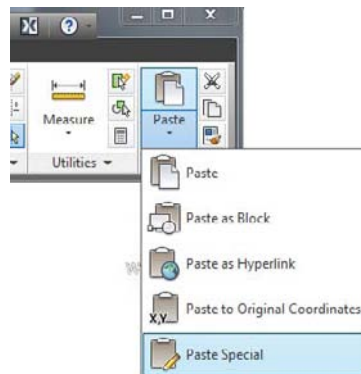 Measure
Paste
Utilities
Paste
Paste as Block
Paste as Hyperlink
X,Y...
Paste to Original Coordinates
Paste Special